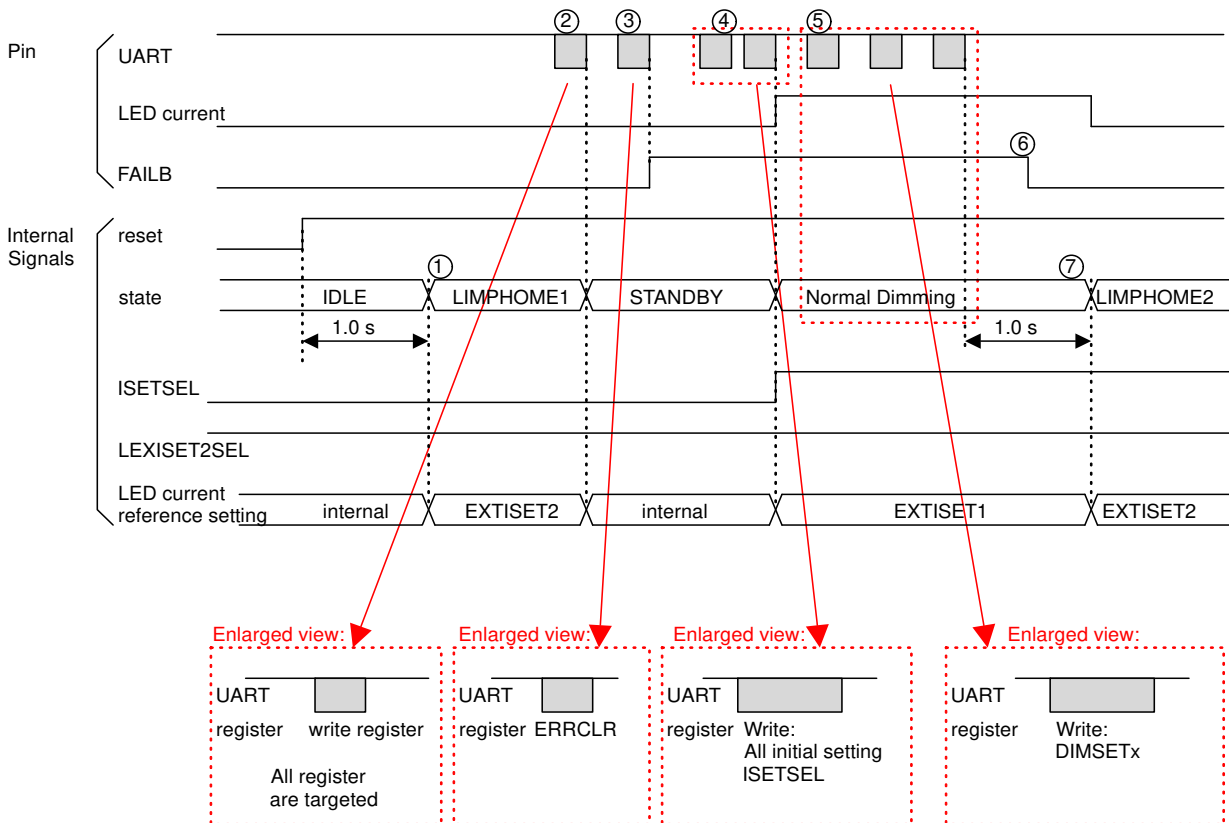 ② ③ ④ ⑤
Pin
UART
LED current
FAILB
⑥
Internal
Signals
reset
① ⑦
state
IDLE LIMPHOME1 STANDBY Normal Dimming LIMPHOME2
1.0 s 1.0 s
ISETSEL
LEXISET2SEL
LED current
reference setting
internal EXTISET2 internal EXTISET1 EXTISET2
Enlarged view: Enlarged view: Enlarged view: Enlarged view:
UART
register write register
All register
are targeted
UART
register ERRCLR
UART
register Write:
All initial setting
ISETSEL
UART
register Write:
DIMSETx